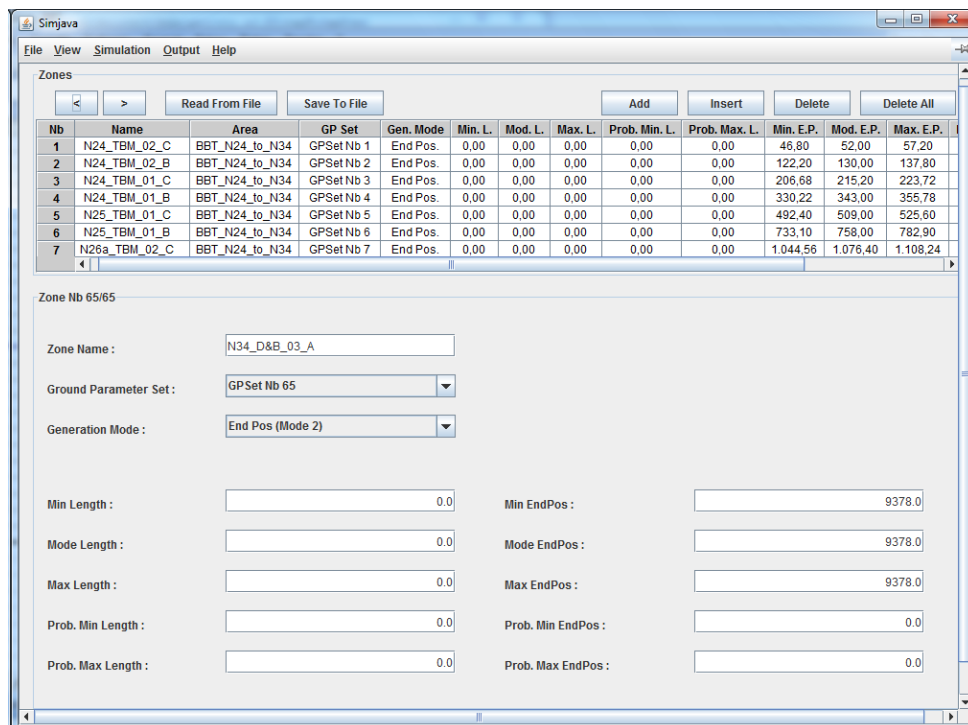 Simjava
File View Simulation Output Help
Zones
< > Read From File Save To File Add Insert Delete Delete All
Nb Name Area GP Set Gen. Mode Min. L. Mod. L. Max. L. Prob. Min. L. Prob. Max. L. Min. E.P. Mod. E.P. Max. E.P.
1 N24_TBM_02_C BBT_N24_to_N34 GPSet Nb 1 End Pos. 0,00 0,00 0,00 0,00 0,00 46,80 52,00 57,20
2 N24_TBM_02_B BBT_N24_to_N34 GPSet Nb 2 End Pos. 0,00 0,00 0,00 0,00 0,00 122,20 130,00 137,80
3 N24_TBM_01_C BBT_N24_to_N34 GPSet Nb 3 End Pos. 0,00 0,00 0,00 0,00 0,00 206,68 215,20 223,72
4 N24_TBM_01_B BBT_N24_to_N34 GPSet Nb 4 End Pos. 0,00 0,00 0,00 0,00 0,00 330,22 343,00 355,78
5 N25_TBM_01_C BBT_N24_to_N34 GPSet Nb 5 End Pos. 0,00 0,00 0,00 0,00 0,00 492,40 509,00 525,60
6 N25_TBM_01_B BBT_N24_to_N34 GPSet Nb 6 End Pos. 0,00 0,00 0,00 0,00 0,00 733,10 758,00 782,90
7 N26a_TBM_02_C BBT_N24_to_N34 GPSet Nb 7 End Pos. 0,00 0,00 0,00 0,00 0,00 1.044,56 1.076,40 1.108,24
Zone Nb 65/65
Zone Name : N34_D&B_03_A
Ground Parameter Set : GPSet Nb 65
Generation Mode : End Pos (Mode 2)
Min Length : 0.0 Min EndPos : 9378.0
Mode Length : 0.0 Mode EndPos : 9378.0
Max Length : 0.0 Max EndPos : 9378.0
Prob. Min Length : 0.0 Prob. Min EndPos : 0.0
Prob. Max Length : 0.0 Prob. Max EndPos : 0.0